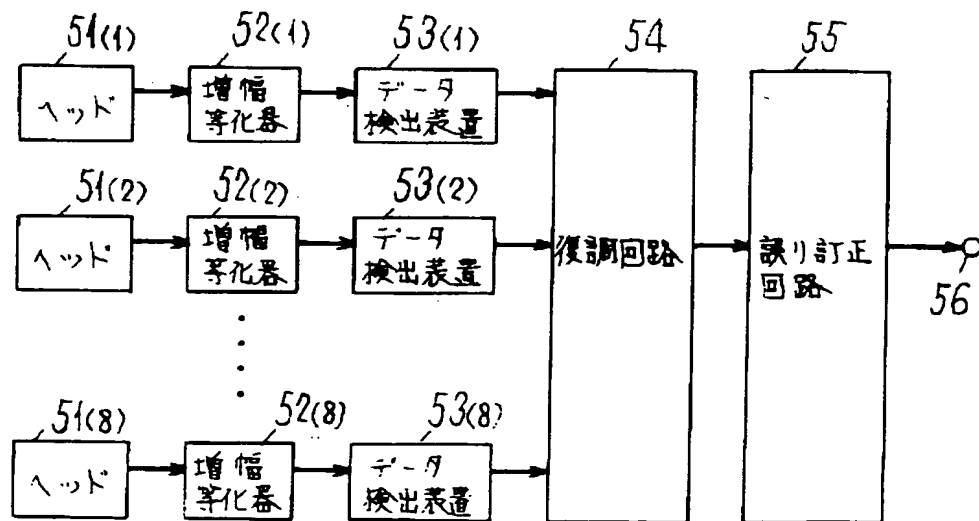 51(1) 52(1) 53(1) 54 55
ヘッド
増幅
等化器
データ
検出装置
51(2) 52(2) 53(2)
ヘッド
増幅
等化器
データ
検出装置
復調回路
誤り訂正
回路
56
51(8) 52(8) 53(8)
ヘッド
増幅
等化器
データ
検出装置